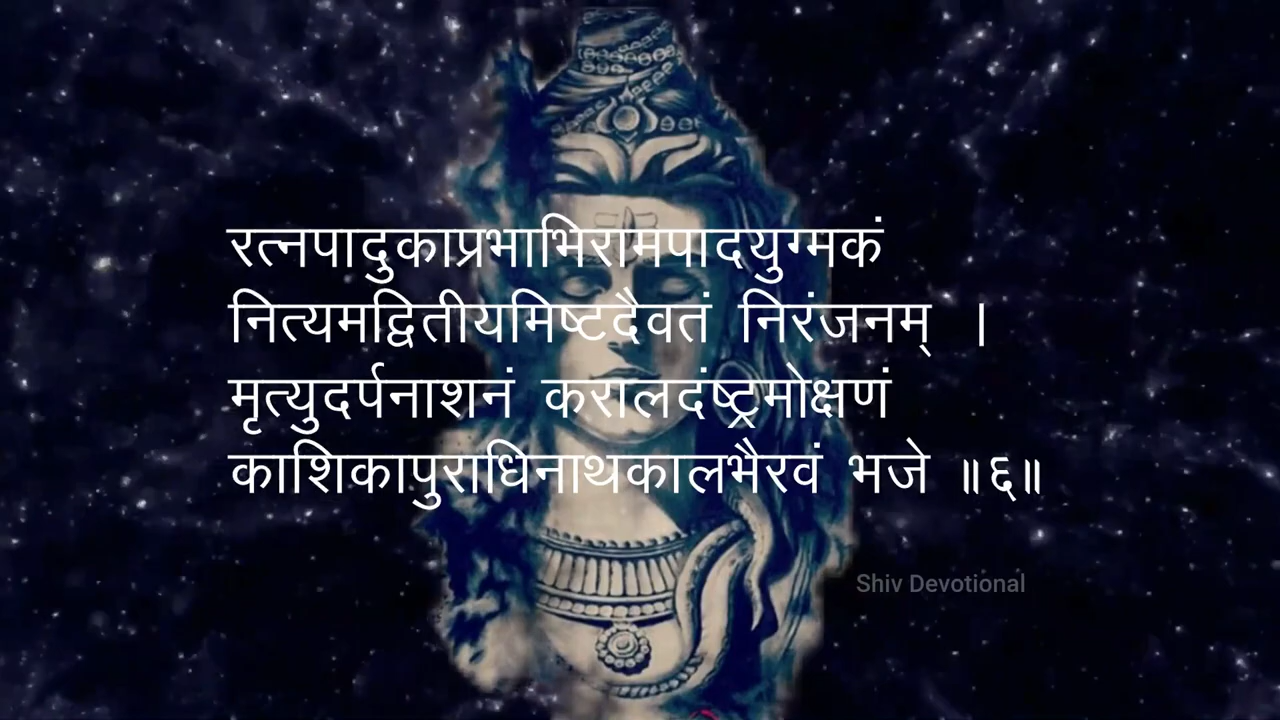 रत्नपादुकाप्रभाभिरामपादयुग्मकं
नित्यमद्वितीयमिष्टदैवतं निरंजनम् ।
मृत्युदर्पनाशनं करालदंष्ट्रमोक्षणं
काशिकापुराधिनाथकालभैरवं भजे ॥६॥
Shiv Devotional